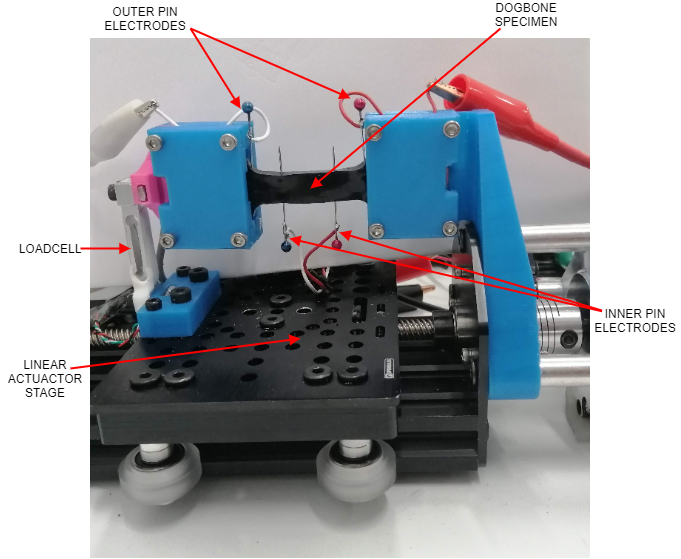 OUTER PIN
ELECTRODES
DOGBONE
SPECIMEN
LOADCELL
INNER PIN
ELECTRODES
LINEAR
ACTUACTOR
STAGE